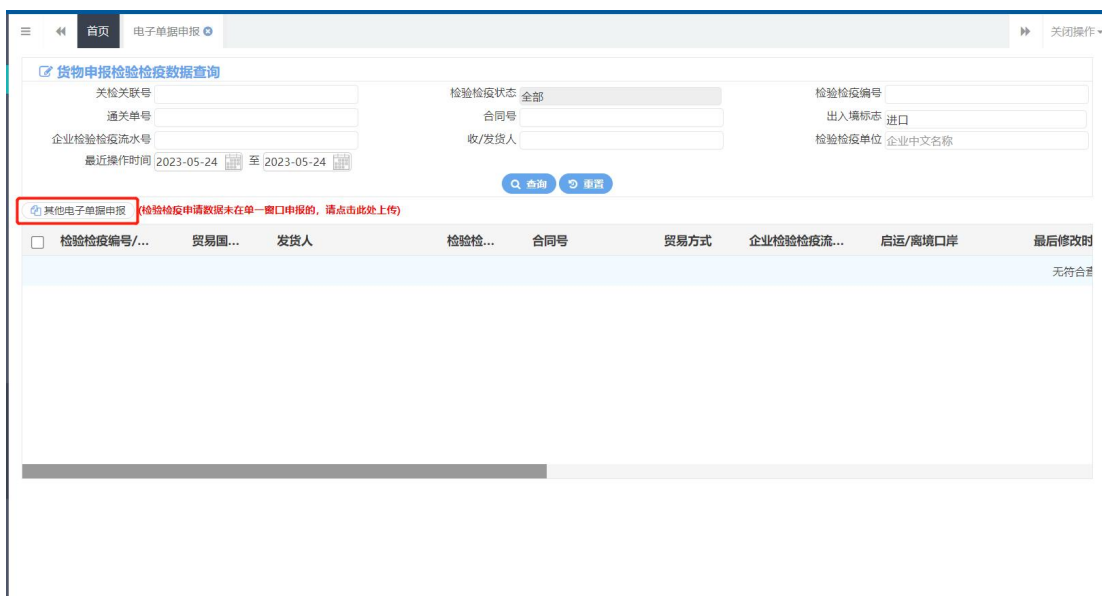 首页 电子单据申报 关闭操作
货物申报检验检疫数据查询
关检关联号 检验检疫状态 全部 检验检疫编号
通关单号 合同号 出入境标志 进口
企业检验检疫流水号 收/发货人 检验检疫单位 企业中文名称
最近操作时间 2023-05-24 至 2023-05-24
查询 重置
其他电子单据申报 (检验检疫申请数据未在单一窗口申报的，请点击此处上传)
检验检疫编号/... 贸易国... 发货人 检验检... 合同号 贸易方式 企业检验检疫流... 启运/离境口岸 最后修改时
无符合查